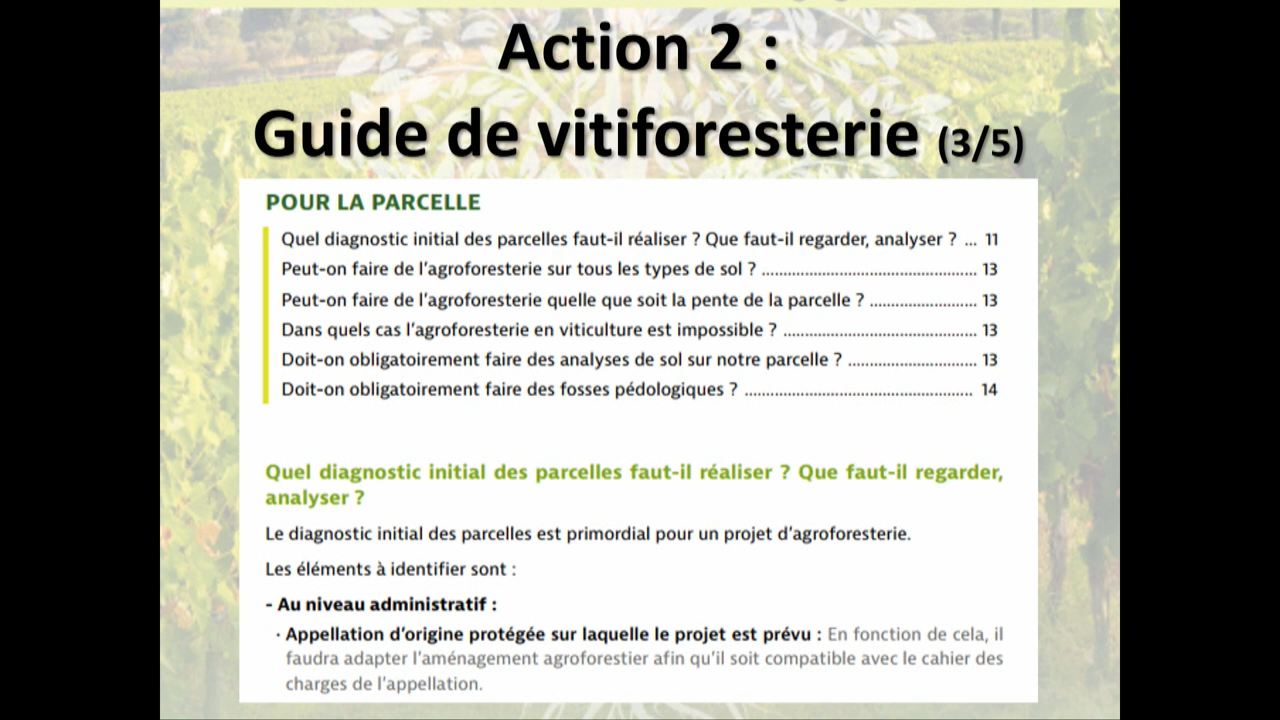 Action 2 :
Guide de vitiforesterie (3/5)
POUR LA PARCELLE
Quel diagnostic initial des parcelles faut-il réaliser ? Que faut-il regarder, analyser ? ... 11
Peut-on faire de l'agroforesterie sur tous les types de sol ? ................................................... 13
Peut-on faire de l'agroforesterie quelle que soit la pente de la parcelle ? ......................... 13
Dans quels cas l'agroforesterie en viticulture est impossible ? ............................................. 13
Doit-on obligatoirement faire des analyses de sol sur notre parcelle ? .............................. 13
Doit-on obligatoirement faire des fosses pédologiques ? ...................................................... 14
Quel diagnostic initial des parcelles faut-il réaliser ? Que faut-il regarder,
analyser ?
Le diagnostic initial des parcelles est primordial pour un projet d'agroforesterie.
Les éléments à identifier sont :
- Au niveau administratif :
· Appellation d'origine protégée sur laquelle le projet est prévu : En fonction de cela, il
faudra adapter l'aménagement agroforestier afin qu'il soit compatible avec le cahier des
charges de l'appellation.